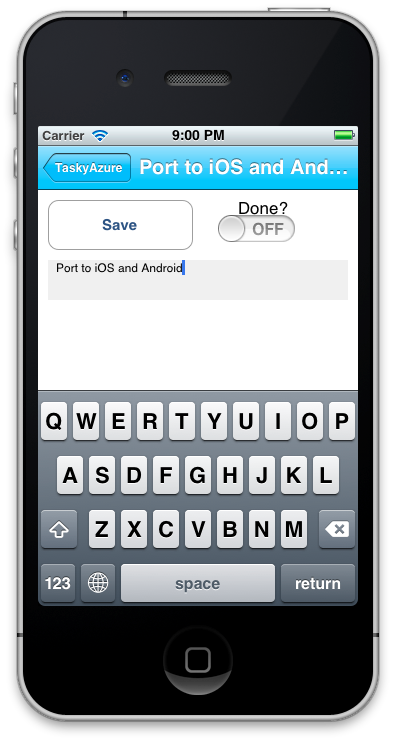 Carrier 9:00 PM
TaskyAzure Port to iOS and And...
Done?
Save OFF
Port to iOS and Android
Q W E R T Y U I O P
A S D F G H J K L
Z X C V B N M
123 space return